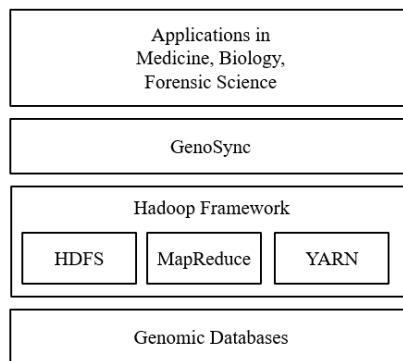 Applications in
Medicine, Biology,
Forensic Science
GenoSync
Hadoop Framework
HDFS
MapReduce
YARN
Genomic Databases